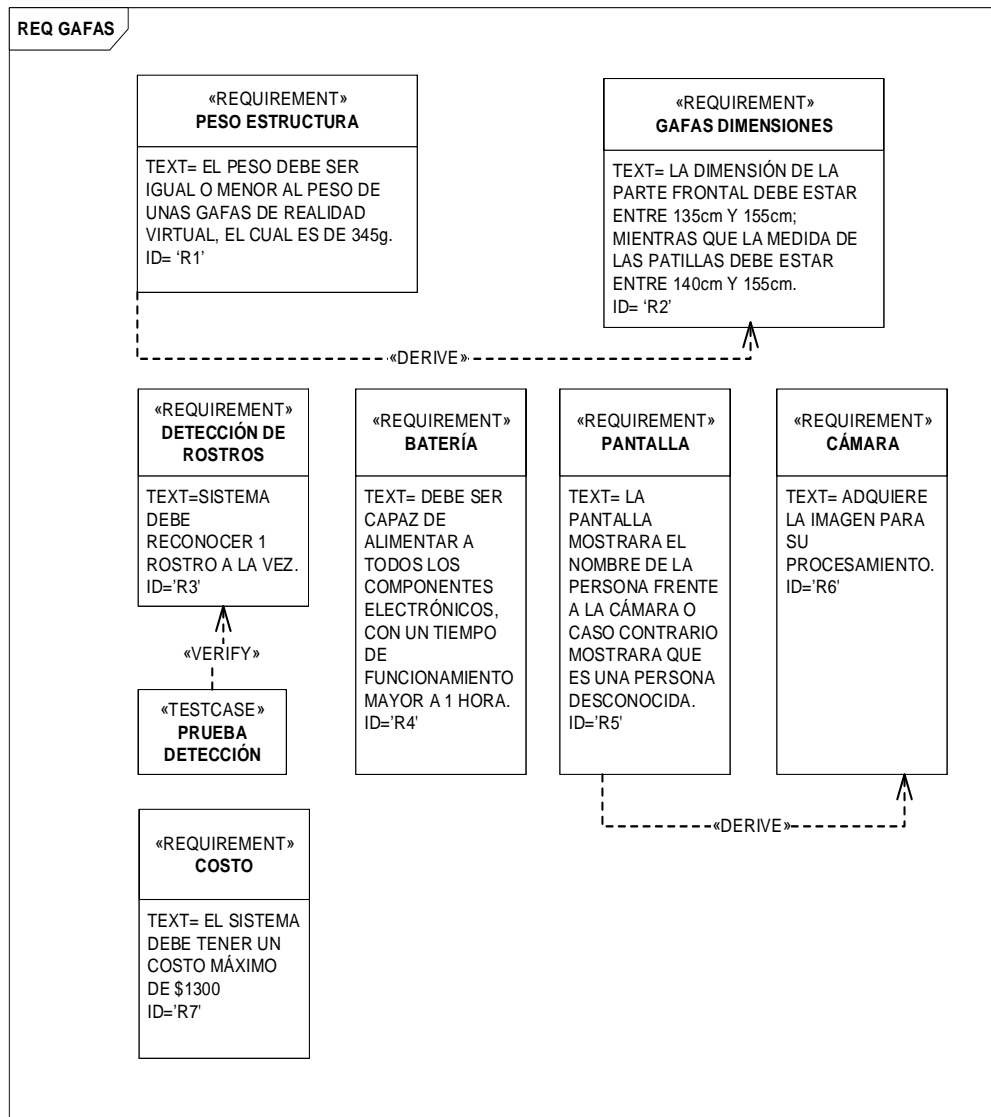 REQ GAFAS
«REQUIREMENT»
PESO ESTRUCTURA
TEXT= EL PESO DEBE SER
IGUAL O MENOR AL PESO DE
UNAS GAFAS DE REALIDAD
VIRTUAL, EL CUAL ES DE 345g.
ID= ‘R1’
«REQUIREMENT»
GAFAS DIMENSIONES
TEXT= LA DIMENSIÓN DE LA
PARTE FRONTAL DEBE ESTAR
ENTRE 135cm Y 155cm;
MIENTRAS QUE LA MEDIDA DE
LAS PATILLAS DEBE ESTAR
ENTRE 140cm Y 155cm.
ID= ‘R2’
«DERIVE»
«REQUIREMENT»
DETECCIÓN DE
ROSTROS
TEXT=SISTEMA
DEBE
RECONOCER 1
ROSTRO A LA VEZ.
ID='R3'
«VERIFY»
«TESTCASE»
PRUEBA
DETECCIÓN
«REQUIREMENT»
BATERÍA
TEXT= DEBE SER
CAPAZ DE
ALIMENTAR A
TODOS LOS
COMPONENTES
ELECTRÓNICOS,
CON UN TIEMPO
DE
FUNCIONAMIENTO
MAYOR A 1 HORA.
ID='R4'
«REQUIREMENT»
PANTALLA
TEXT= LA
PANTALLA
MOSTRARA EL
NOMBRE DE LA
PERSONA FRENTE
A LA CÁMARA O
CASO CONTRARIO
MOSTRARA QUE
ES UNA PERSONA
DESCONOCIDA.
ID='R5'
«REQUIREMENT»
CÁMARA
TEXT= ADQUIERE
LA IMAGEN PARA
SU
PROCESAMIENTO.
ID='R6'
«DERIVE»
«REQUIREMENT»
COSTO
TEXT= EL SISTEMA
DEBE TENER UN
COSTO MÁXIMO
DE $1300
ID=’R7'